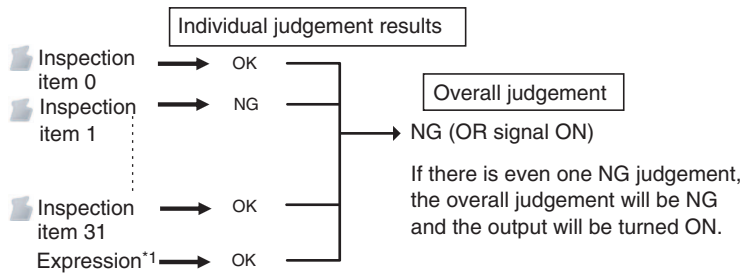 Individual judgement results
Inspection
item 0
OK
Inspection
item 1
NG
Overall judgement
NG (OR signal ON)
If there is even one NG judgement,
the overall judgement will be NG
and the output will be turned ON.
Inspection
item 31
OK
Expression*1
OK